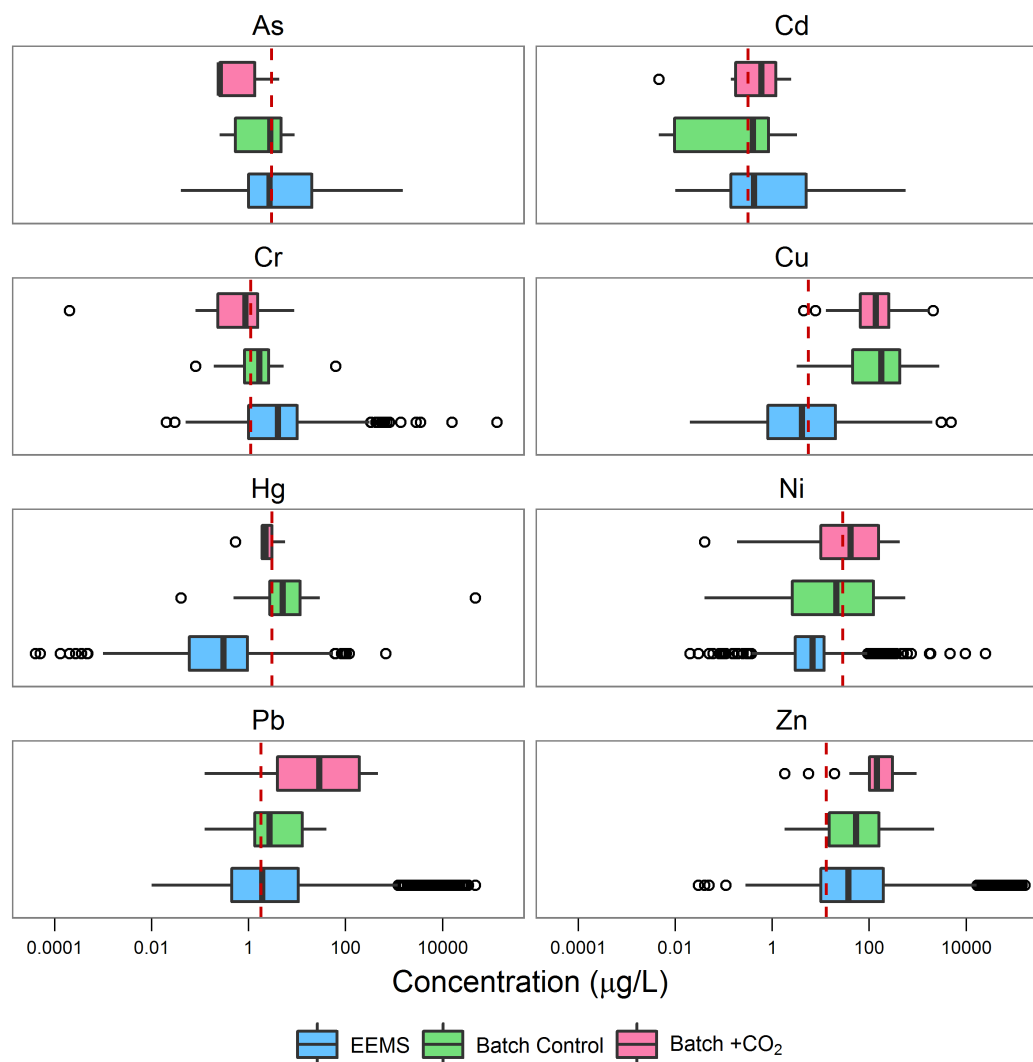 As Cd
Cr Cu
Hg Ni
Pb Zn
0.0001 0.01 1 100 10000 0.0001 0.01 1 100 10000
Concentration (μg/L)
EEMS Batch Control Batch +CO₂